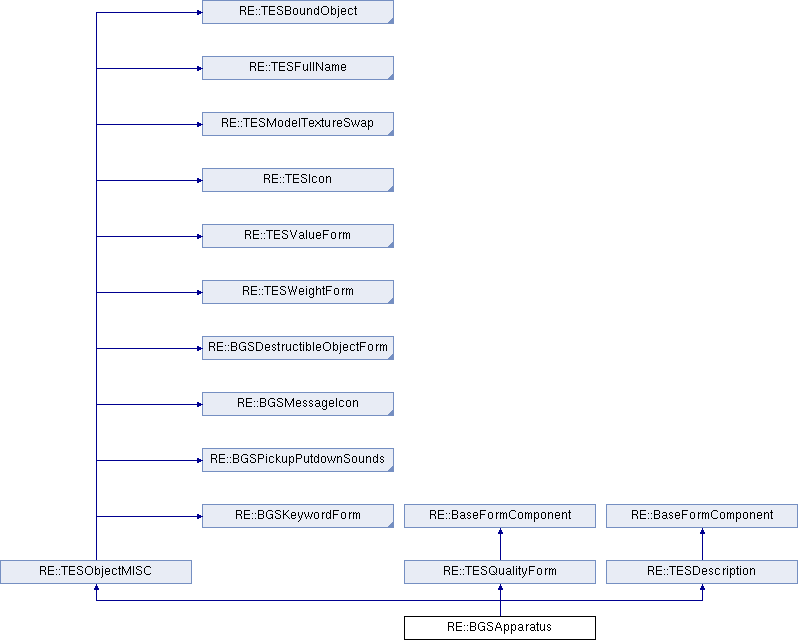 RE::TESBoundObject
RE::TESFullName
RE::TESModelTextureSwap
RE::TESIcon
RE::TESValueForm
RE::TESWeightForm
RE::BGSDestructibleObjectForm
RE::BGSMessageIcon
RE::BGSPickupPutdownSounds
RE::BGSKeywordForm
RE::BaseFormComponent
RE::BaseFormComponent
RE::TESObjectMISC
RE::TESQualityForm
RE::TESDescription
RE::BGSApparatus